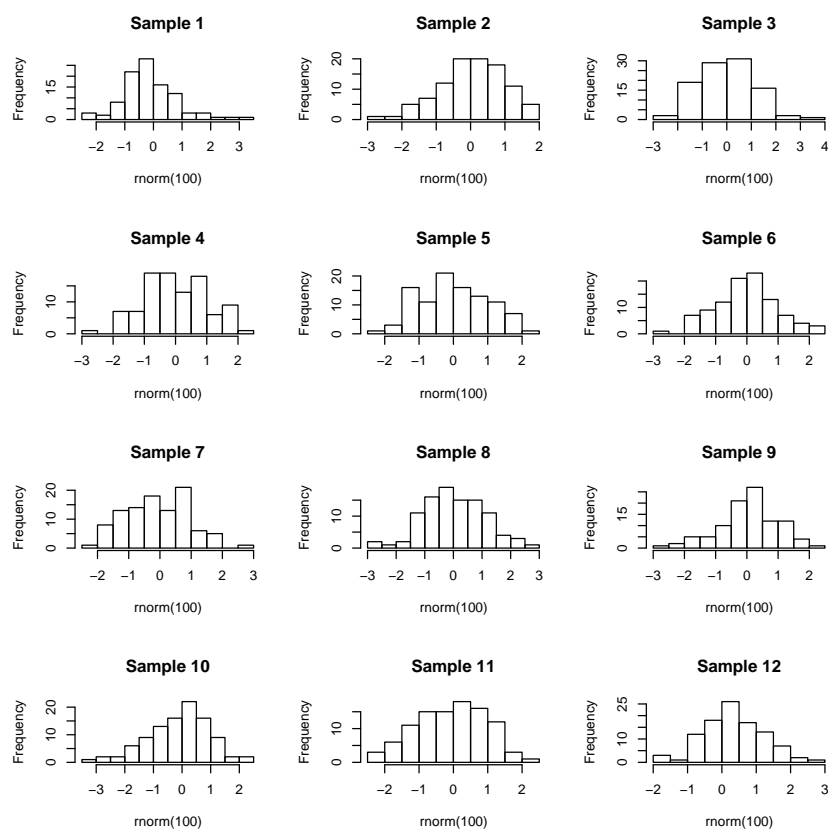 Sample 1
Frequency
15
0
−2 −1 0 1 2 3
rnorm(100)
Sample 2
Frequency
20
10
0
−3 −2 −1 0 1 2
rnorm(100)
Sample 3
Frequency
30
15
0
−3 −1 0 1 2 3 4
rnorm(100)
Sample 4
Frequency
10
0
−3 −2 −1 0 1 2
rnorm(100)
Sample 5
Frequency
20
10
0
−2 −1 0 1 2
rnorm(100)
Sample 6
Frequency
10
0
−3 −2 −1 0 1 2
rnorm(100)
Sample 7
Frequency
20
10
0
−2 −1 0 1 2 3
rnorm(100)
Sample 8
Frequency
10
0
−3 −2 −1 0 1 2 3
rnorm(100)
Sample 9
Frequency
15
0
−3 −2 −1 0 1 2
rnorm(100)
Sample 10
Frequency
20
10
0
−3 −2 −1 0 1 2
rnorm(100)
Sample 11
Frequency
10
0
−2 −1 0 1 2
rnorm(100)
Sample 12
Frequency
25
10
0
−2 −1 0 1 2 3
rnorm(100)